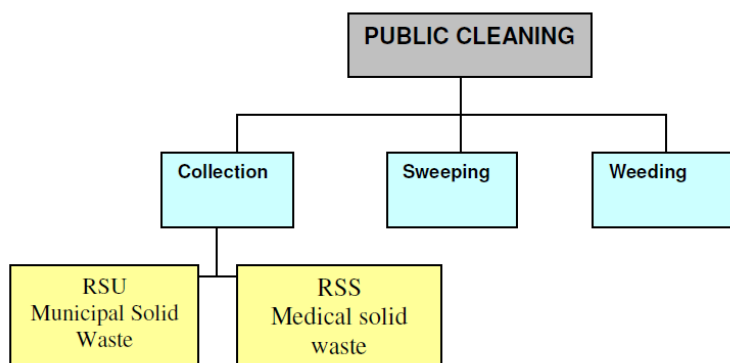 PUBLIC CLEANING
Collection
Sweeping
Weeding
RSU
Municipal Solid
Waste
RSS
Medical solid
waste